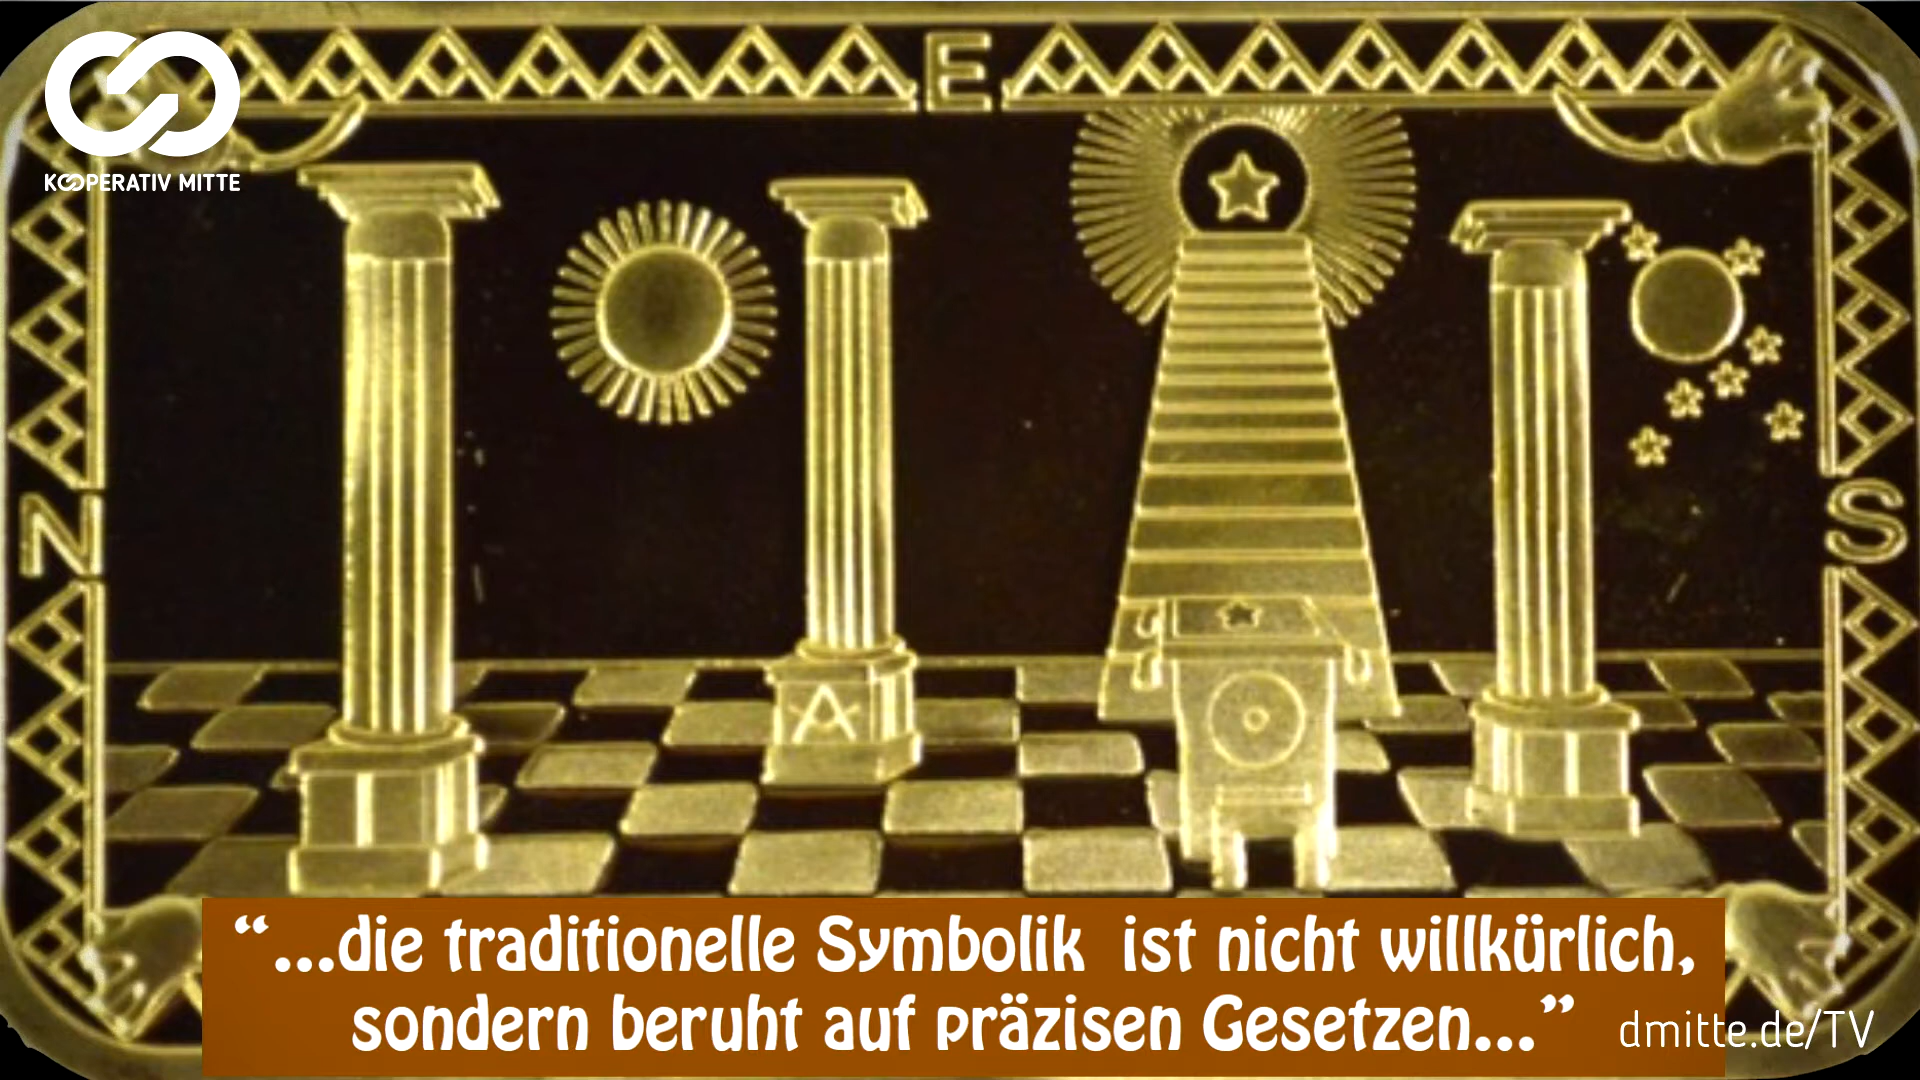 E
KOOPERATIV MITTE
N
S
“...die traditionelle Symbolik ist nicht willkürlich,
sondern beruht auf präzisen Gesetzen...”
dmitte.de/TV